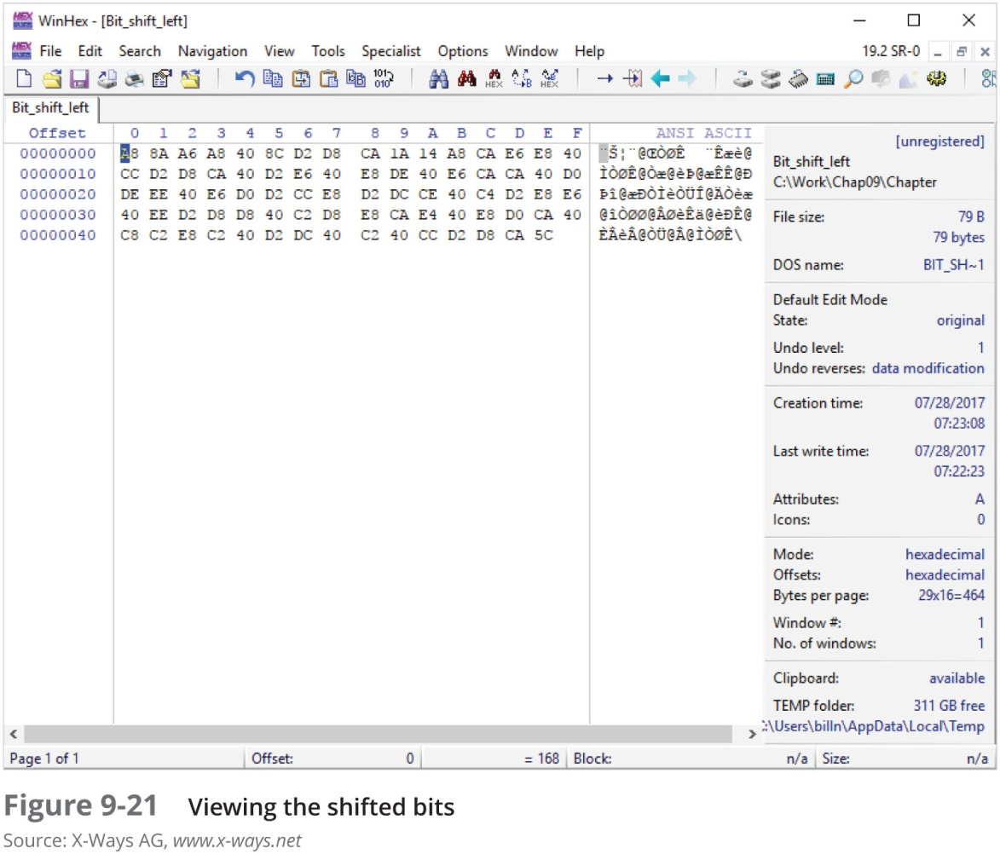 WinHex - [Bit_shift_left]
File Edit Search Navigation View Tools Specialist Options Window Help 19.2 SR-0
Bit_shift_left
Offset 0 1 2 3 4 5 6 7 8 9 A B C D E F ANSI ASCII
00000000 A8 8A A6 A8 40 8C D2 D8 CA 1A 14 A8 CA E6 E8 40 ¨Š¦¨@ŒÒØÊ ¨Êæè@
00000010 CC D2 D8 CA 40 D2 E6 40 E8 DE 40 E6 CA CA 40 D0 ÌÒØÊ@Òæ@èÞ@æÊÊ@Ð
00000020 DE EE 40 E6 D0 D2 CC E8 D2 DC CE 40 C4 D2 E8 E6 Þî@æÐÒÌèÒÜÎ@ÄÒèæ
00000030 40 EE D2 D8 D8 40 C2 D8 E8 CA E4 40 E8 D0 CA 40 @îÒØØ@ÂØèÊä@èÐÊ@
00000040 C8 C2 E8 C2 40 D2 DC 40 C2 40 CC D2 D8 CA 5C ÈÂèÂ@ÒÜ@Â@ÌÒØÊ\
[unregistered]
Bit_shift_left
C:\Work\Chap09\Chapter
File size: 79 B
79 bytes
DOS name: BIT_SH~1
Default Edit Mode
State: original
Undo level: 1
Undo reverses: data modification
Creation time: 07/28/2017
07:23:08
Last write time: 07/28/2017
07:22:23
Attributes: A
Icons: 0
Mode: hexadecimal
Offsets: hexadecimal
Bytes per page: 29x16=464
Window #: 1
No. of windows: 1
Clipboard: available
TEMP folder: 311 GB free
:\Users\billn\AppData\Local\Temp
Page 1 of 1 Offset: 0 = 168 Block: n/a Size: n/a
Figure 9-21 Viewing the shifted bits
Source: X-Ways AG, www.x-ways.net